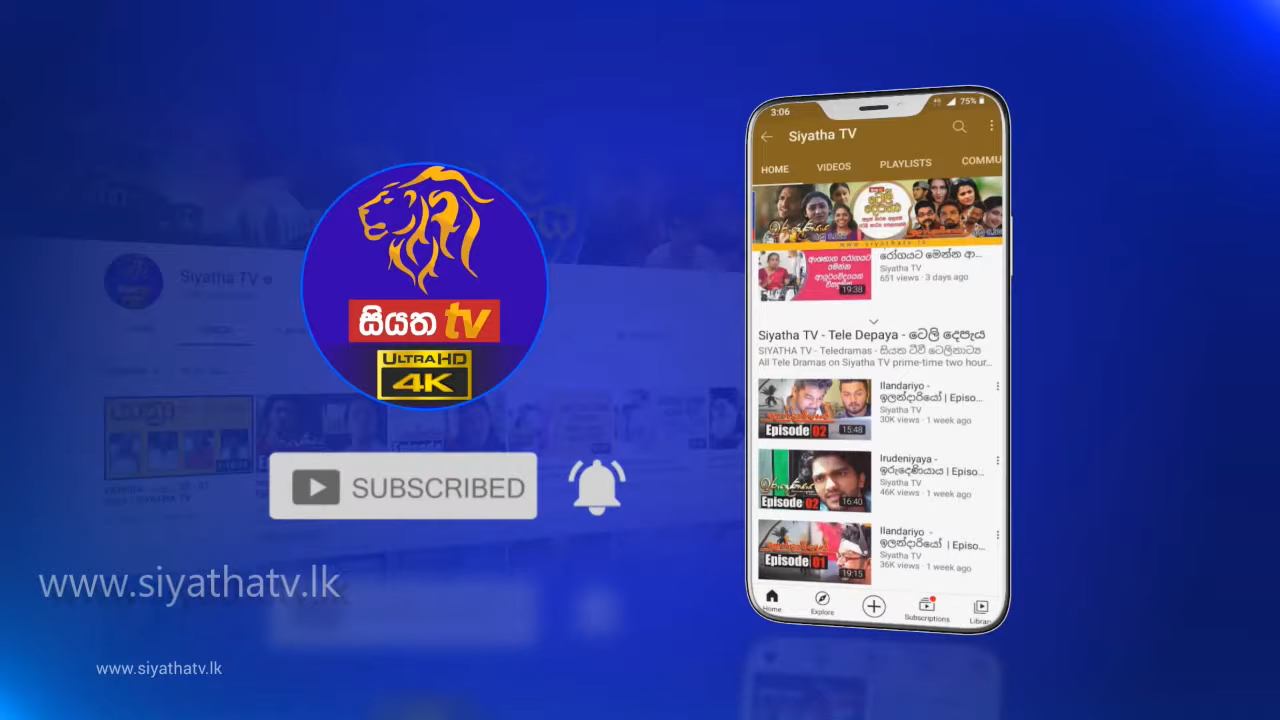 සියත tv
ULTRA HD
4K
SUBSCRIBED
www.siyathatv.lk
www.siyathatv.lk
Siyatha TV
3:06
75%
Siyatha TV
HOME VIDEOS PLAYLISTS COMMU
www.siyathatv.lk
19:38
රෝගයට මෙන්න ආ...
Siyatha TV
651 views · 3 days ago
Siyatha TV - Tele Depaya - ටෙලි දෙපැය
SIYATHA TV - Teledramas - සියත ටීවී ටෙලිනාට්‍ය
All Tele Dramas on Siyatha TV prime-time two hour...
Episode 02
15:48
Ilandariyo -
ඉලන්දාරියෝ | Episo...
Siyatha TV
30K views · 1 week ago
Episode 02
16:40
Irudeniyaya -
ඉරුදෙණියාය | Episo...
Siyatha TV
46K views · 1 week ago
Episode 01
19:15
Ilandariyo -
ඉලන්දාරියෝ | Episo...
Siyatha TV
36K views · 1 week ago
Home Explore Subscriptions Librar